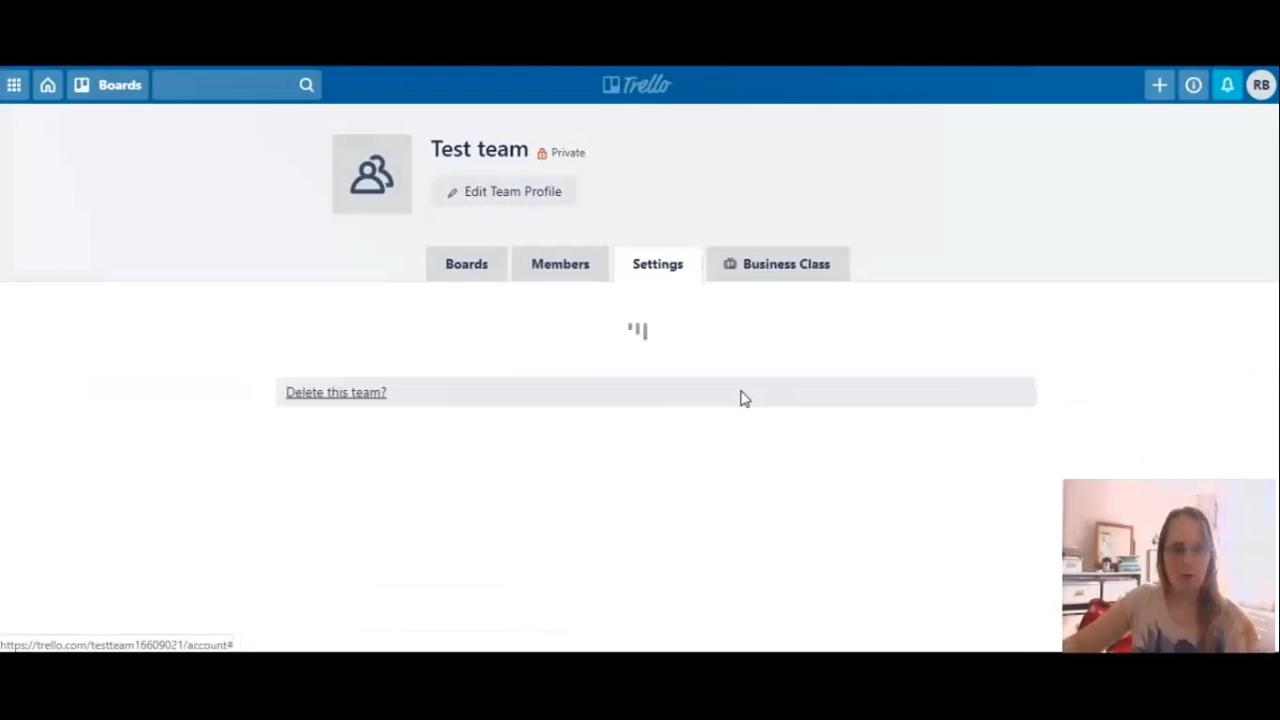 Boards
Trello
RB
Test team
Private
Edit Team Profile
Boards
Members
Settings
Business Class
Delete this team?
https://trello.com/testteam16609021/account#